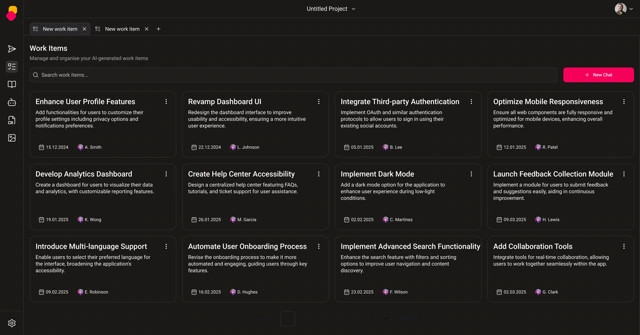 Untitled Project
New work item
New work item
Work Items
Manage and organise your AI-generated work items
Search work items...
New Chat
Enhance User Profile Features
Add functionalities for users to customize their
profile settings including privacy options and
notifications preferences.
15.12.2024
A. Smith
Revamp Dashboard UI
Redesign the dashboard interface to improve
usability and accessibility, ensuring a more intuitive
user experience.
22.12.2024
L. Johnson
Integrate Third-party Authentication
Implement OAuth and similar authentication
protocols to allow users to sign in using their
existing social accounts.
05.01.2025
B. Lee
Optimize Mobile Responsiveness
Ensure all web components are fully responsive and
optimized for mobile devices, enhancing overall
performance.
12.01.2025
R. Patel
Develop Analytics Dashboard
Create a dashboard for users to visualize their data
and analytics, with customizable reporting features.
19.01.2025
K. Wong
Create Help Center Accessibility
Design a centralized help center featuring FAQs,
tutorials, and ticket support for user assistance.
26.01.2025
M. Garcia
Implement Dark Mode
Add a dark mode option for the application to
enhance user experience during low-light
conditions.
02.02.2025
C. Martinez
Launch Feedback Collection Module
Implement a module for users to submit feedback
and suggestions easily, aiding in continuous
improvement.
09.03.2025
H. Lewis
Introduce Multi-language Support
Enable users to select their preferred language for
the interface, broadening the application's
accessibility.
09.02.2025
E. Robinson
Automate User Onboarding Process
Revise the onboarding process to make it more
automated and engaging, guiding users through key
features.
16.02.2025
D. Hughes
Implement Advanced Search Functionality
Enhance the search feature with filters and sorting
options to improve user navigation and content
discovery.
23.02.2025
F. Wilson
Add Collaboration Tools
Integrate tools for real-time collaboration, allowing
users to work together seamlessly within the app.
02.03.2025
G. Clark